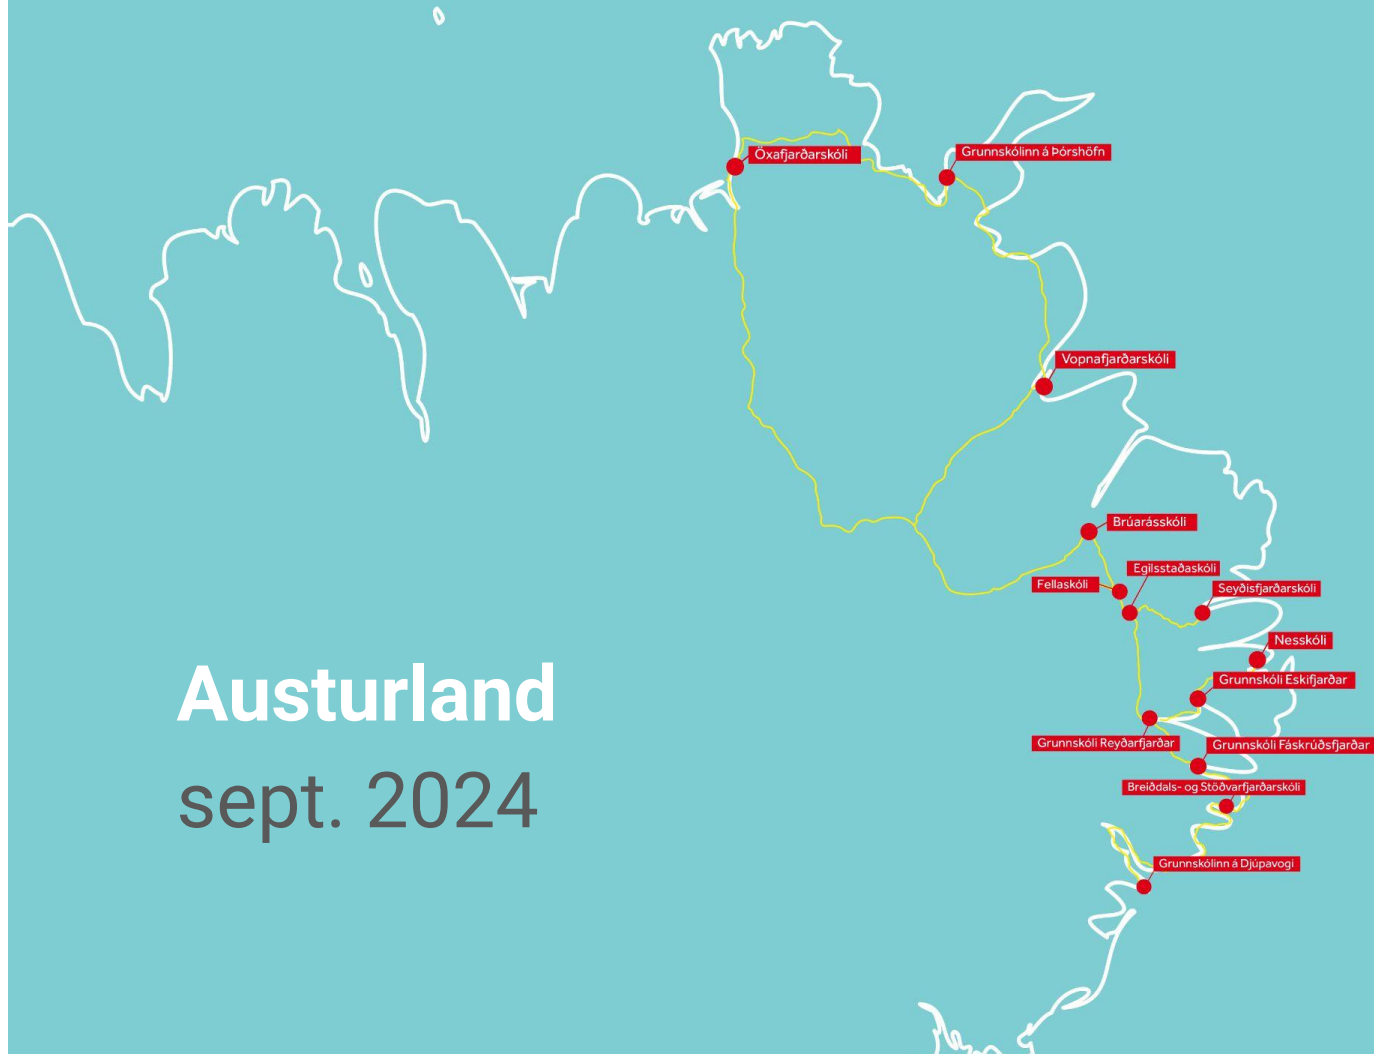 Öxafjarðarskóli
Grunnskólinn á Þórshöfn
Vopnafjarðarskóli
Brúarásskóli
Egilsstaðaskóli
Fellaskóli
Seyðisfjarðarskóli
Nesskóli
Grunnskóli Eskifjarðar
Grunnskóli Reyðarfjarðar
Grunnskóli Fáskrúðsfjarðar
Breiðdals- og Stöðvarfjarðarskóli
Grunnskólinn á Djúpavogi
Austurland
sept. 2024